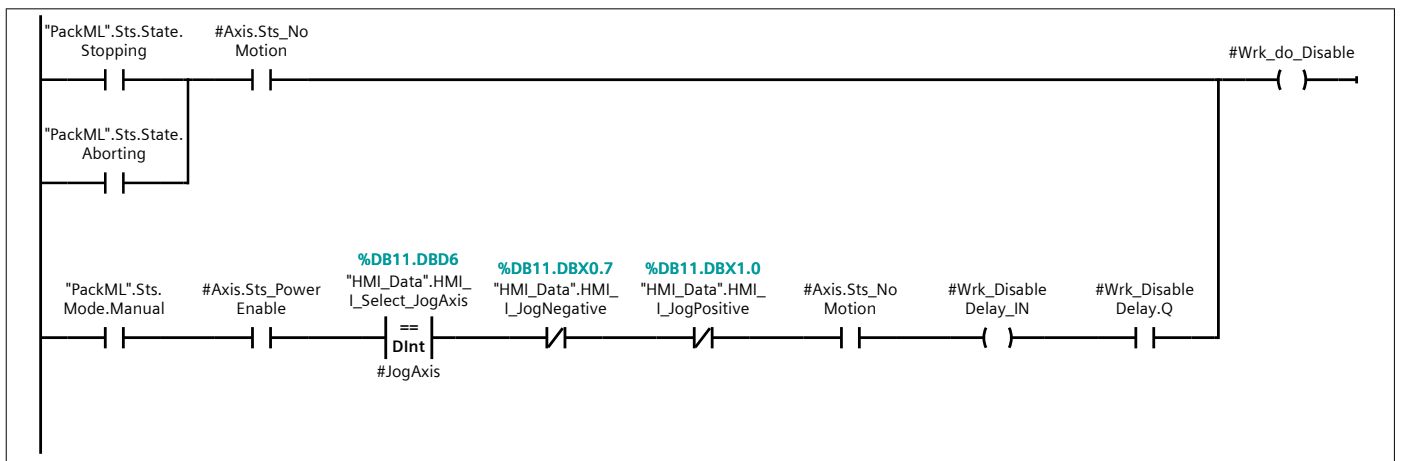 "PackML".Sts.State.
Stopping
#Axis.Sts_No
Motion
#Wrk_do_Disable
"PackML".Sts.State.
Aborting
"PackML".Sts.
Mode.Manual
#Axis.Sts_Power
Enable
%DB11.DBD6
"HMI_Data".HMI_
I_Select_JogAxis
==
DInt
#JogAxis
%DB11.DBX0.7
"HMI_Data".HMI_
I_JogNegative
%DB11.DBX1.0
"HMI_Data".HMI_
I_JogPositive
#Axis.Sts_No
Motion
#Wrk_Disable
Delay_IN
#Wrk_Disable
Delay.Q